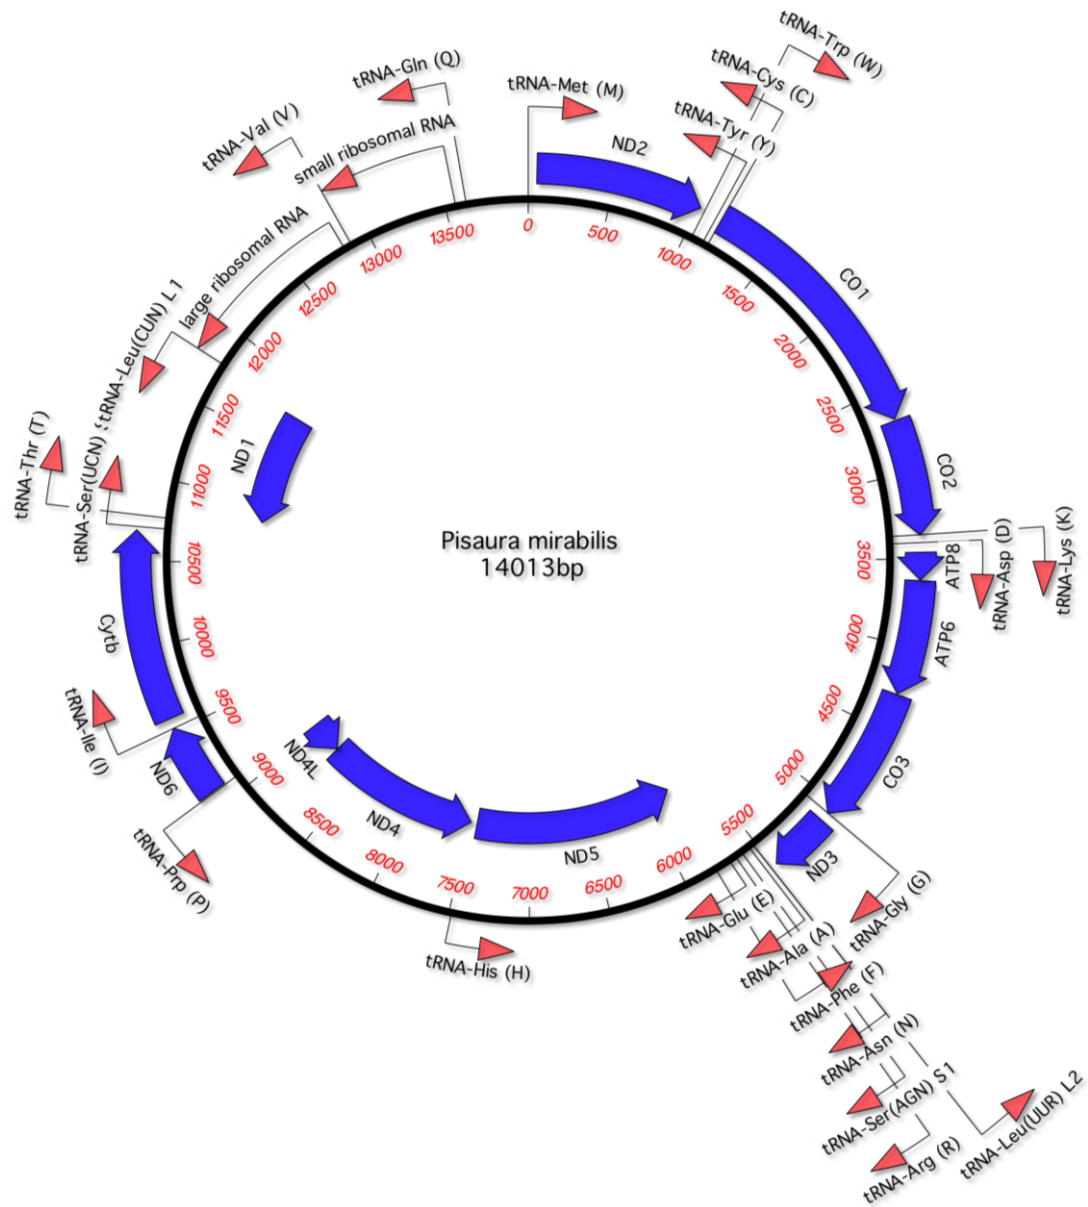 Pisaura mirabilis
14013bp
0
500
1000
1500
2000
2500
3000
3500
4000
4500
5000
5500
6000
6500
7000
7500
8000
8500
9000
9500
10000
10500
11000
11500
12000
12500
13000
13500
tRNA-Met (M)
ND2
tRNA-Tyr (Y)
tRNA-Cys (C)
tRNA-Trp (W)
CO1
CO2
tRNA-Lys (K)
tRNA-Asp (D)
ATP8
ATP6
CO3
tRNA-Gly (G)
ND3
tRNA-Leu(UUR) L2
tRNA-Arg (R)
tRNA-Ser(AGN) S1
tRNA-Asn (N)
tRNA-Phe (F)
tRNA-Ala (A)
tRNA-Glu (E)
ND5
tRNA-His (H)
ND4
ND4L
tRNA-Prp (P)
ND6
tRNA-Ile (I)
Cytb
tRNA-Ser(UCN)
tRNA-Thr (T)
ND1
tRNA-Leu(CUN) L1
large ribosomal RNA
tRNA-Val (V)
small ribosomal RNA
tRNA-Gln (Q)